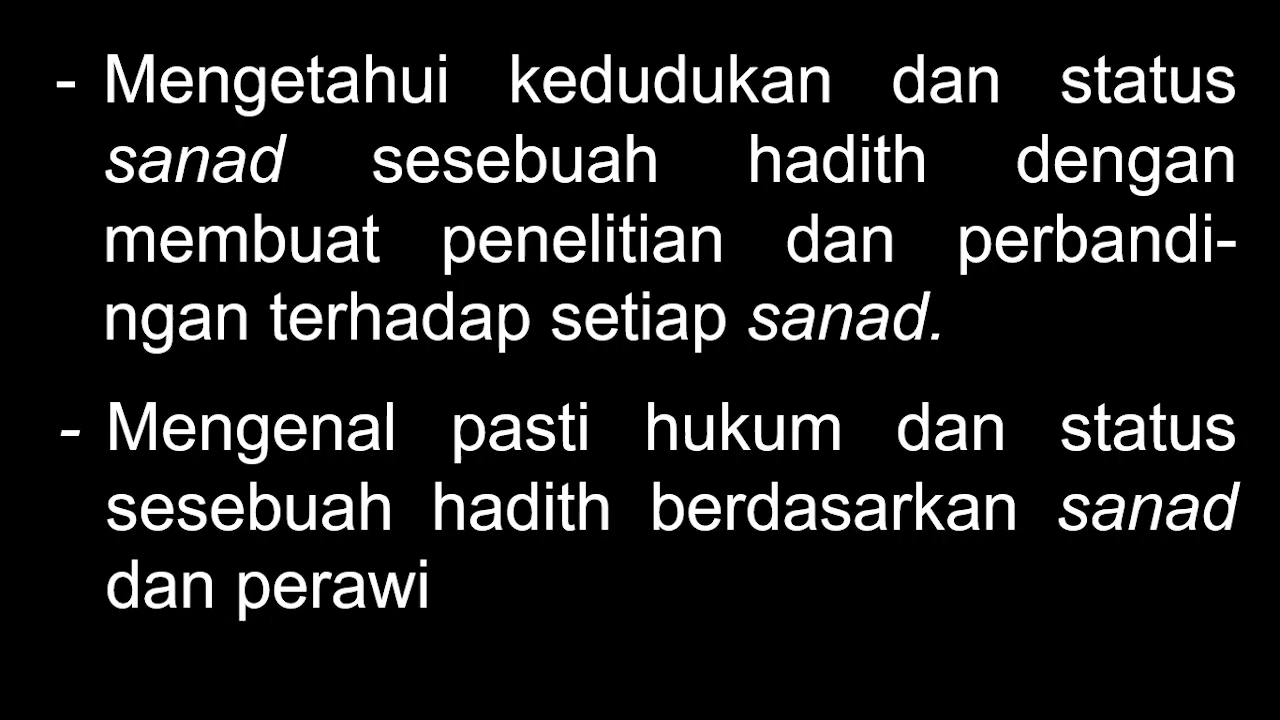 - Mengetahui kedudukan dan status
sanad sesebuah hadith dengan
membuat penelitian dan perbandi-
ngan terhadap setiap sanad.
- Mengenal pasti hukum dan status
sesebuah hadith berdasarkan sanad
dan perawi